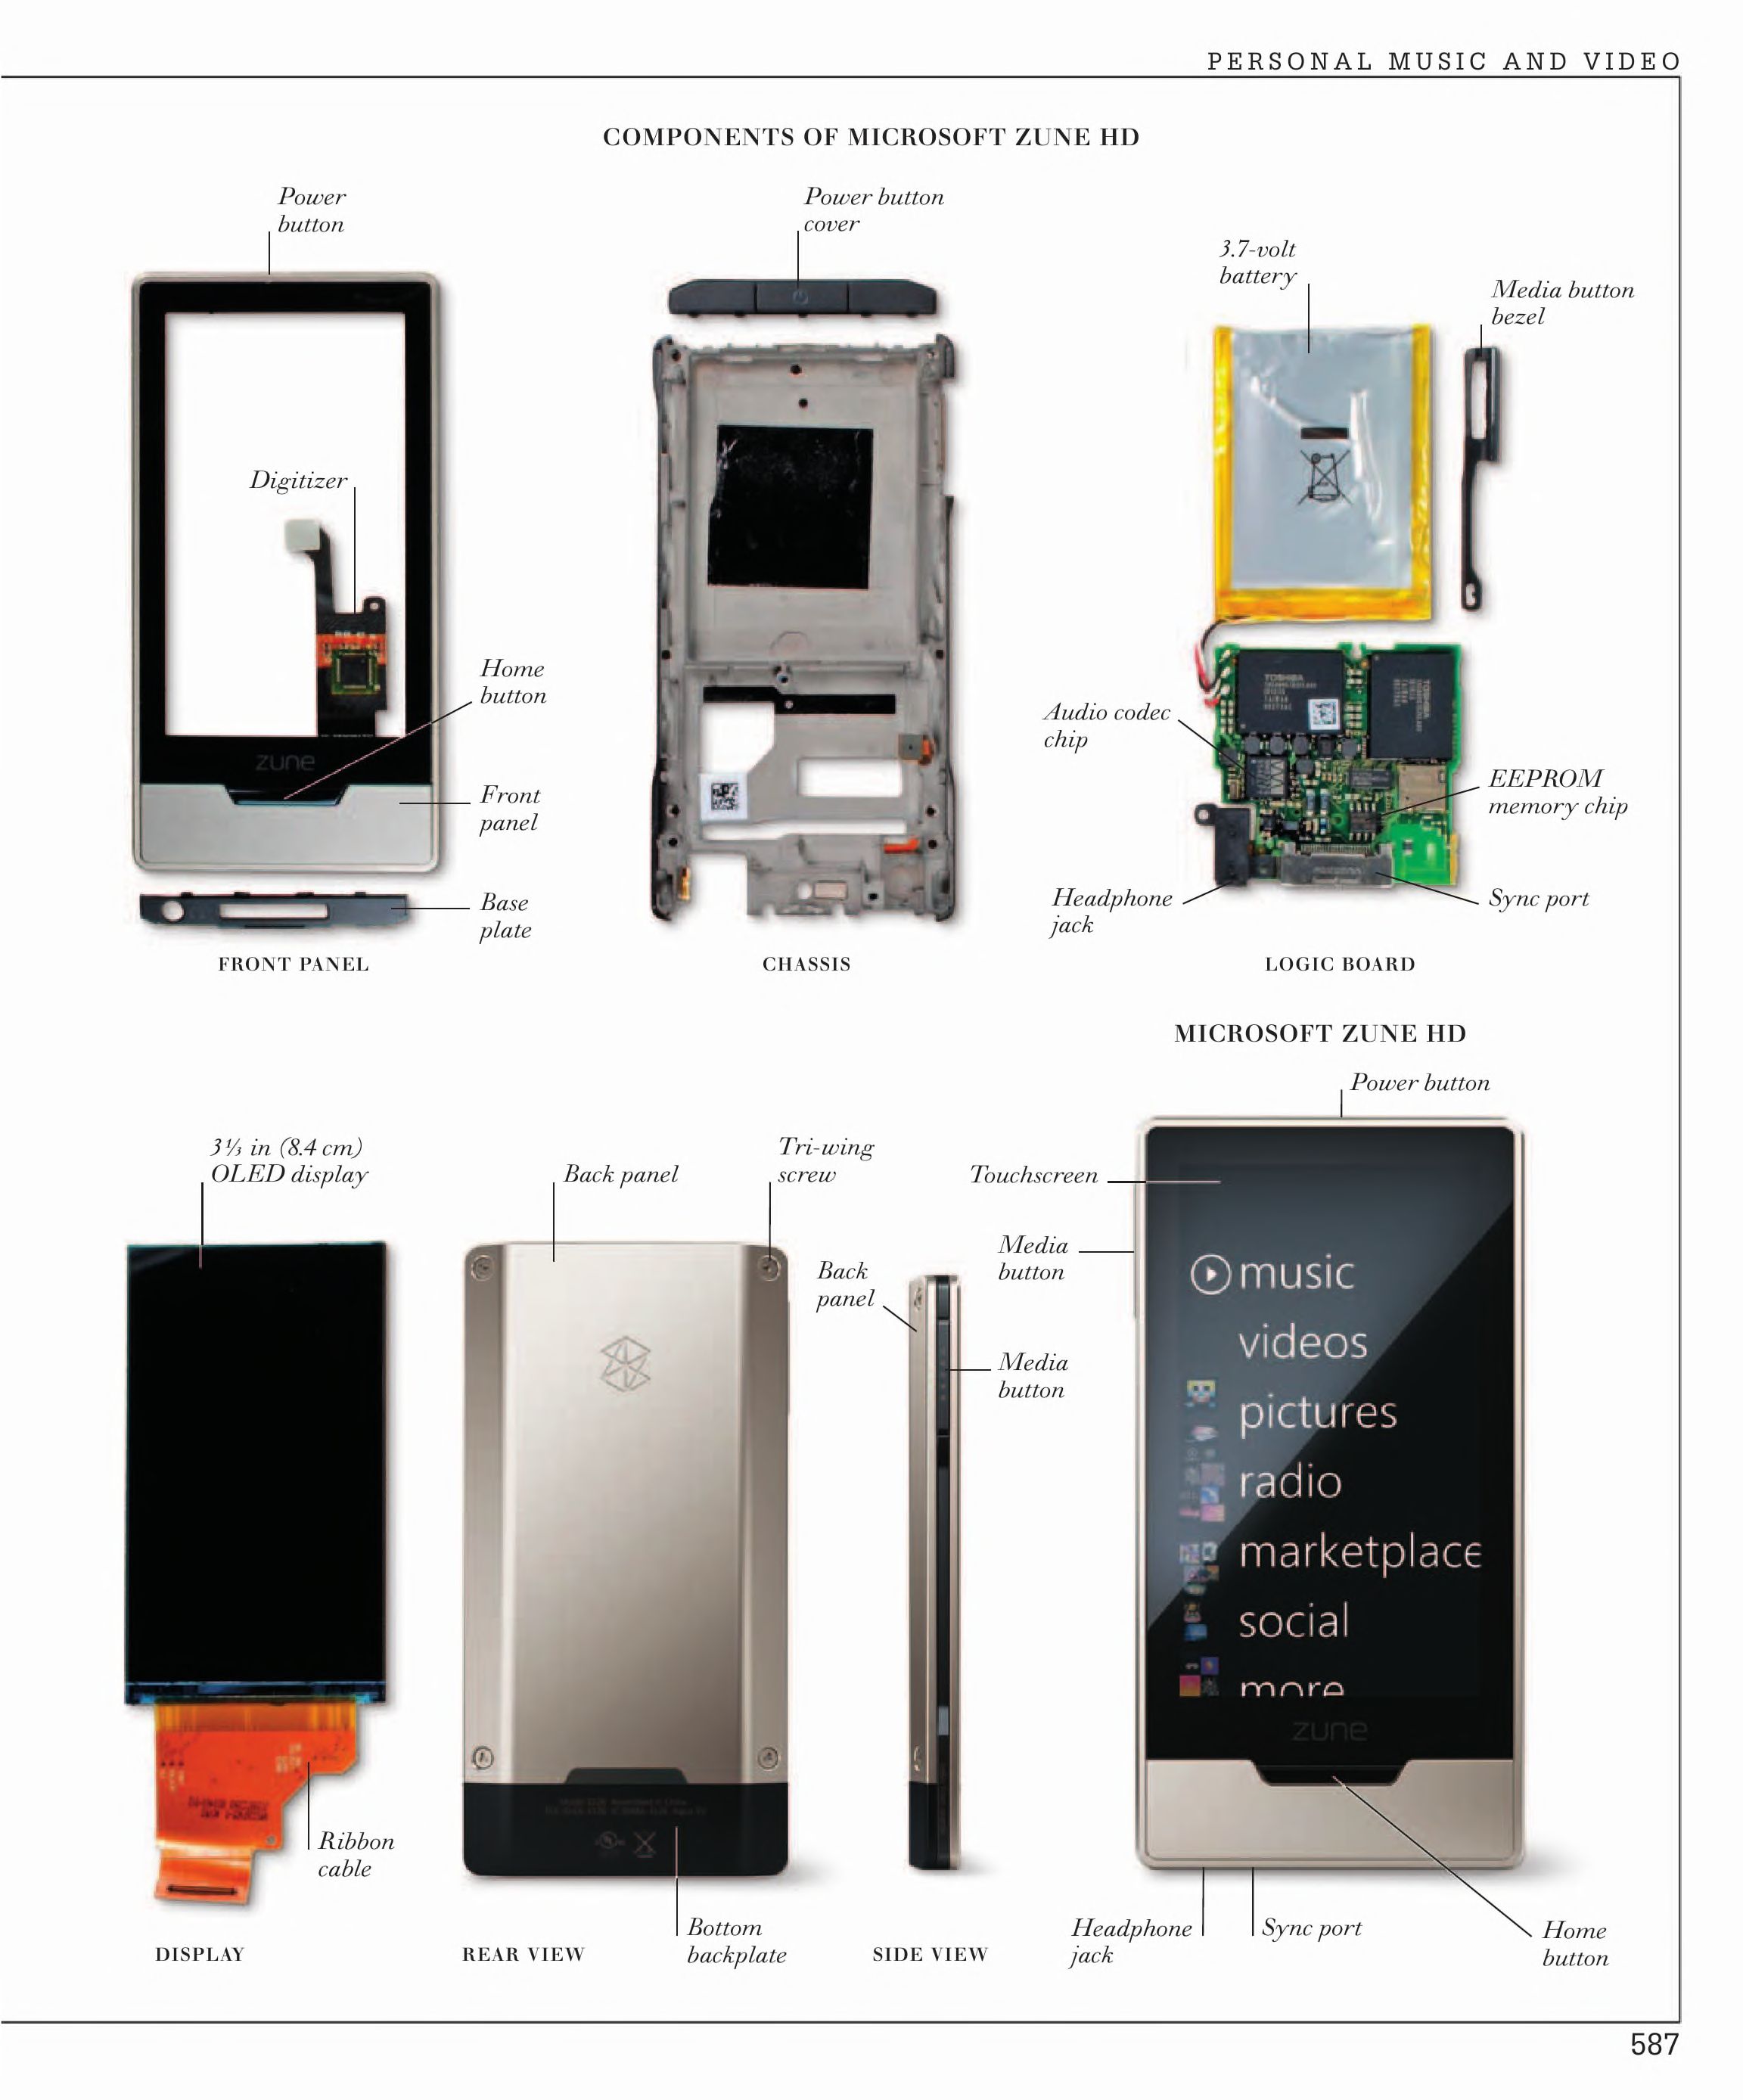 PERSONAL MUSIC AND VIDEO
COMPONENTS OF MICROSOFT ZUNE HD
Power
button
Digitizer
Home
button
zune
Front
panel
Base
plate
FRONT PANEL
Power button
cover
CHASSIS
3.7-volt
battery
Media button
bezel
TOSHIBA
TOSHIBA
Audio codec
chip
EEPROM
memory chip
Headphone
jack
Sync port
LOGIC BOARD
3⅓ in (8.4 cm)
OLED display
Ribbon
cable
DISPLAY
Back panel
Tri-wing
screw
Bottom
backplate
REAR VIEW
Back
panel
Media
button
SIDE VIEW
MICROSOFT ZUNE HD
Power button
Touchscreen
Media
button
music
videos
pictures
radio
marketplace
social
more
zune
Headphone
jack
Sync port
Home
button
587